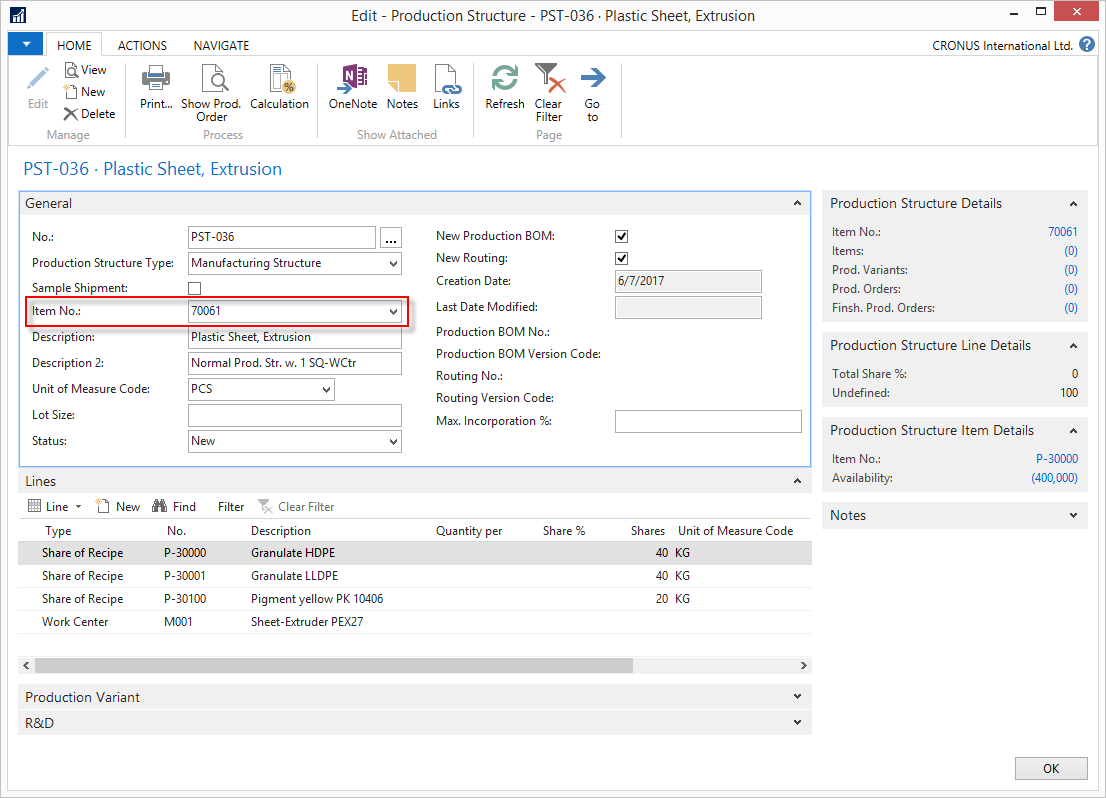 Edit - Production Structure - PST-036 · Plastic Sheet, Extrusion
HOME ACTIONS NAVIGATE
CRONUS International Ltd. ?
Edit
View
New
Delete
Manage
Print...
Show Prod. Order
Calculation
Process
OneNote
Notes
Links
Show Attached
Refresh
Clear Filter
Go to
Page
PST-036 · Plastic Sheet, Extrusion
General
No.: PST-036 ...
Production Structure Type: Manufacturing Structure
Sample Shipment:
Item No.: 70061
Description: Plastic Sheet, Extrusion
Description 2: Normal Prod. Str. w. 1 SQ-WCtr
Unit of Measure Code: PCS
Lot Size:
Status: New
New Production BOM:
New Routing:
Creation Date: 6/7/2017
Last Date Modified:
Production BOM No.:
Production BOM Version Code:
Routing No.:
Routing Version Code:
Max. Incorporation %:
Lines
Line New Find Filter Clear Filter
Type No. Description Quantity per Share % Shares Unit of Measure Code
Share of Recipe P-30000 Granulate HDPE 40 KG
Share of Recipe P-30001 Granulate LLDPE 40 KG
Share of Recipe P-30100 Pigment yellow PK 10406 20 KG
Work Center M001 Sheet-Extruder PEX27
Production Variant
R&D
Production Structure Details
Item No.: 70061
Items: (0)
Prod. Variants: (0)
Prod. Orders: (0)
Finsh. Prod. Orders: (0)
Production Structure Line Details
Total Share %: 0
Undefined: 100
Production Structure Item Details
Item No.: P-30000
Availability: (400,000)
Notes
OK